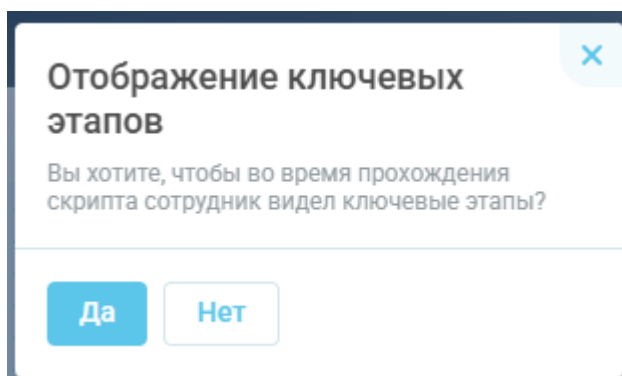 Отображение ключевых
этапов
Вы хотите, чтобы во время прохождения
скрипта сотрудник видел ключевые этапы?
Да
Нет